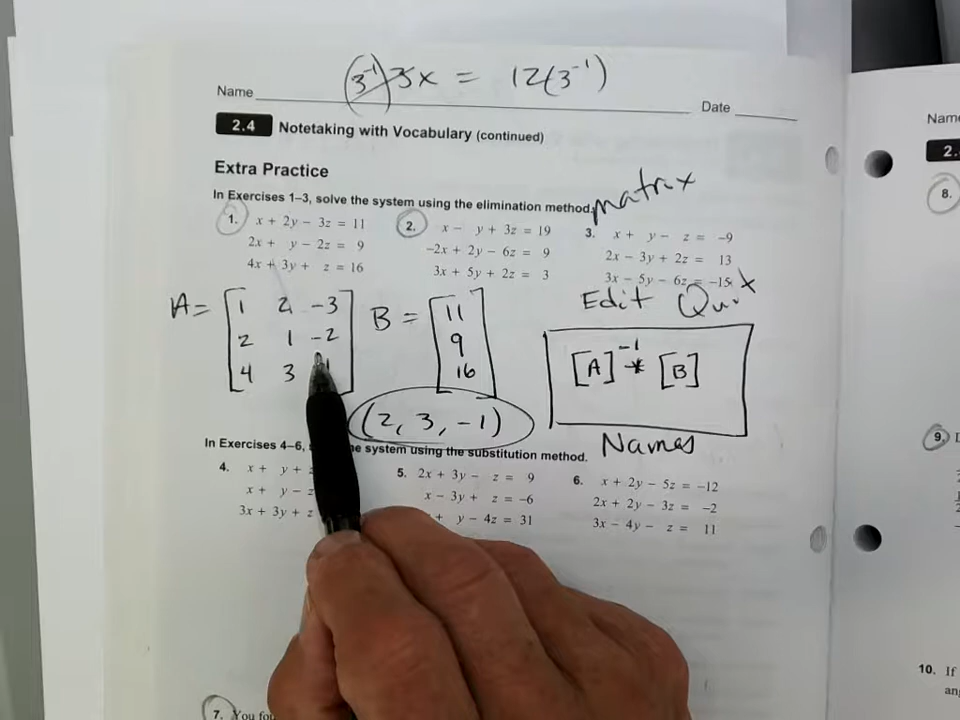 (3⁻¹) 3x = 12(3⁻¹)
Name Date
2.4 Notetaking with Vocabulary (continued)
Extra Practice
In Exercises 1–3, solve the system using the elimination method.
matrix
1. x + 2y − 3z = 11
2x + y − 2z = 9
4x + 3y + z = 16
2. x − y + 3z = 19
−2x + 2y − 6z = 9
3x + 5y + 2z = 3
3. x + y − z = −9
2x − 3y + 2z = 13
3x − 5y − 6z = −15
A = [1 2 −3
2 1 −2
4 3 1]
B = [11
9
16]
Edit Quit X
[A]⁻¹ * [B]
Names
(2, 3, −1)
In Exercises 4–6, the system using the substitution method.
4. x + y +
x + y − z
3x + 3y + z
5. 2x + 3y − z = 9
x − 3y + z = −6
+ y − 4z = 31
6. x + 2y − 5z = −12
2x + 2y − 3z = −2
3x − 4y − z = 11
7. You fou
Name
2.
8.
9.
10. If
an